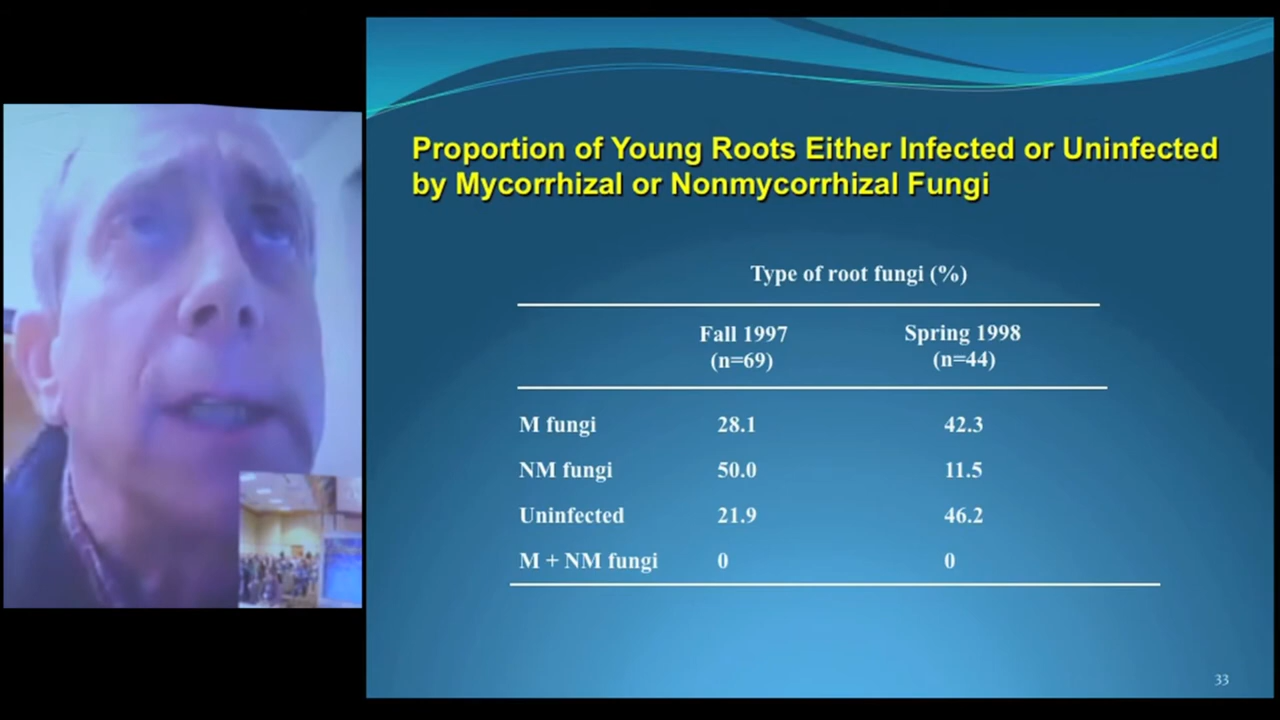 Proportion of Young Roots Either Infected or Uninfected
by Mycorrhizal or Nonmycorrhizal Fungi
Type of root fungi (%)
Fall 1997 Spring 1998
(n=69) (n=44)
M fungi 28.1 42.3
NM fungi 50.0 11.5
Uninfected 21.9 46.2
M + NM fungi 0 0
33